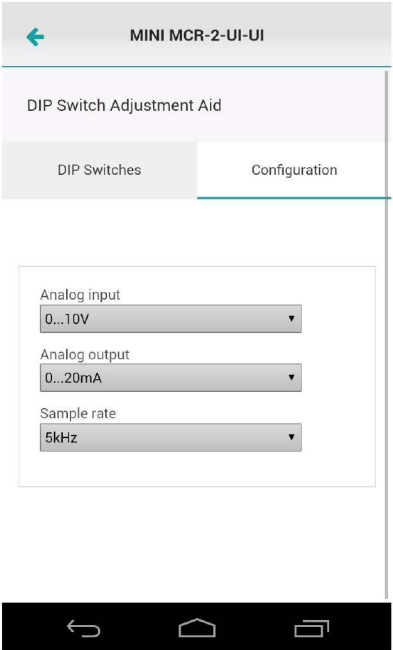 MINI MCR-2-UI-UI
DIP Switch Adjustment Aid
DIP Switches
Configuration
Analog input
0...10V
Analog output
0...20mA
Sample rate
5kHz